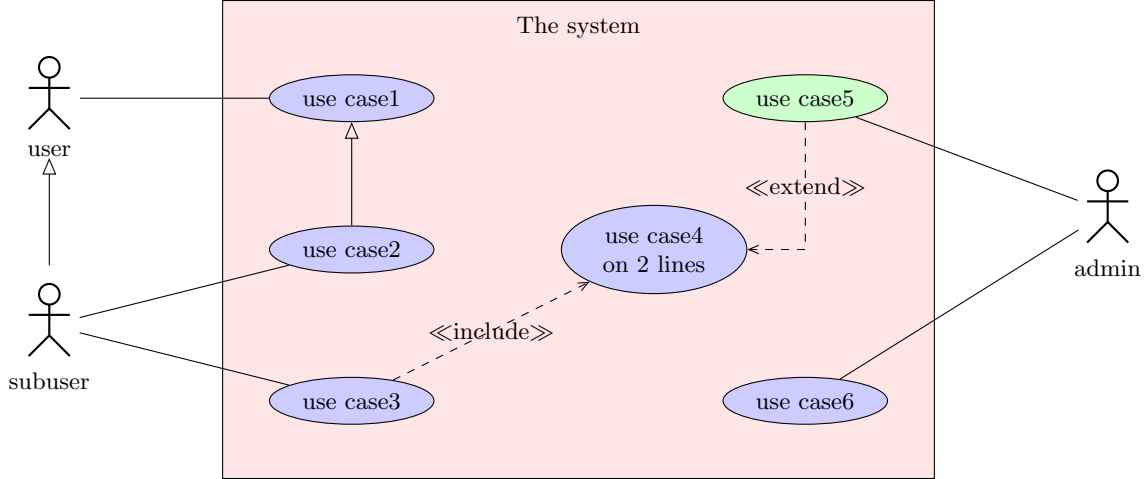 The system
use case1
use case5
user
≪extend≫
use case2
use case4
on 2 lines
admin
≪include≫
subuser
use case3
use case6